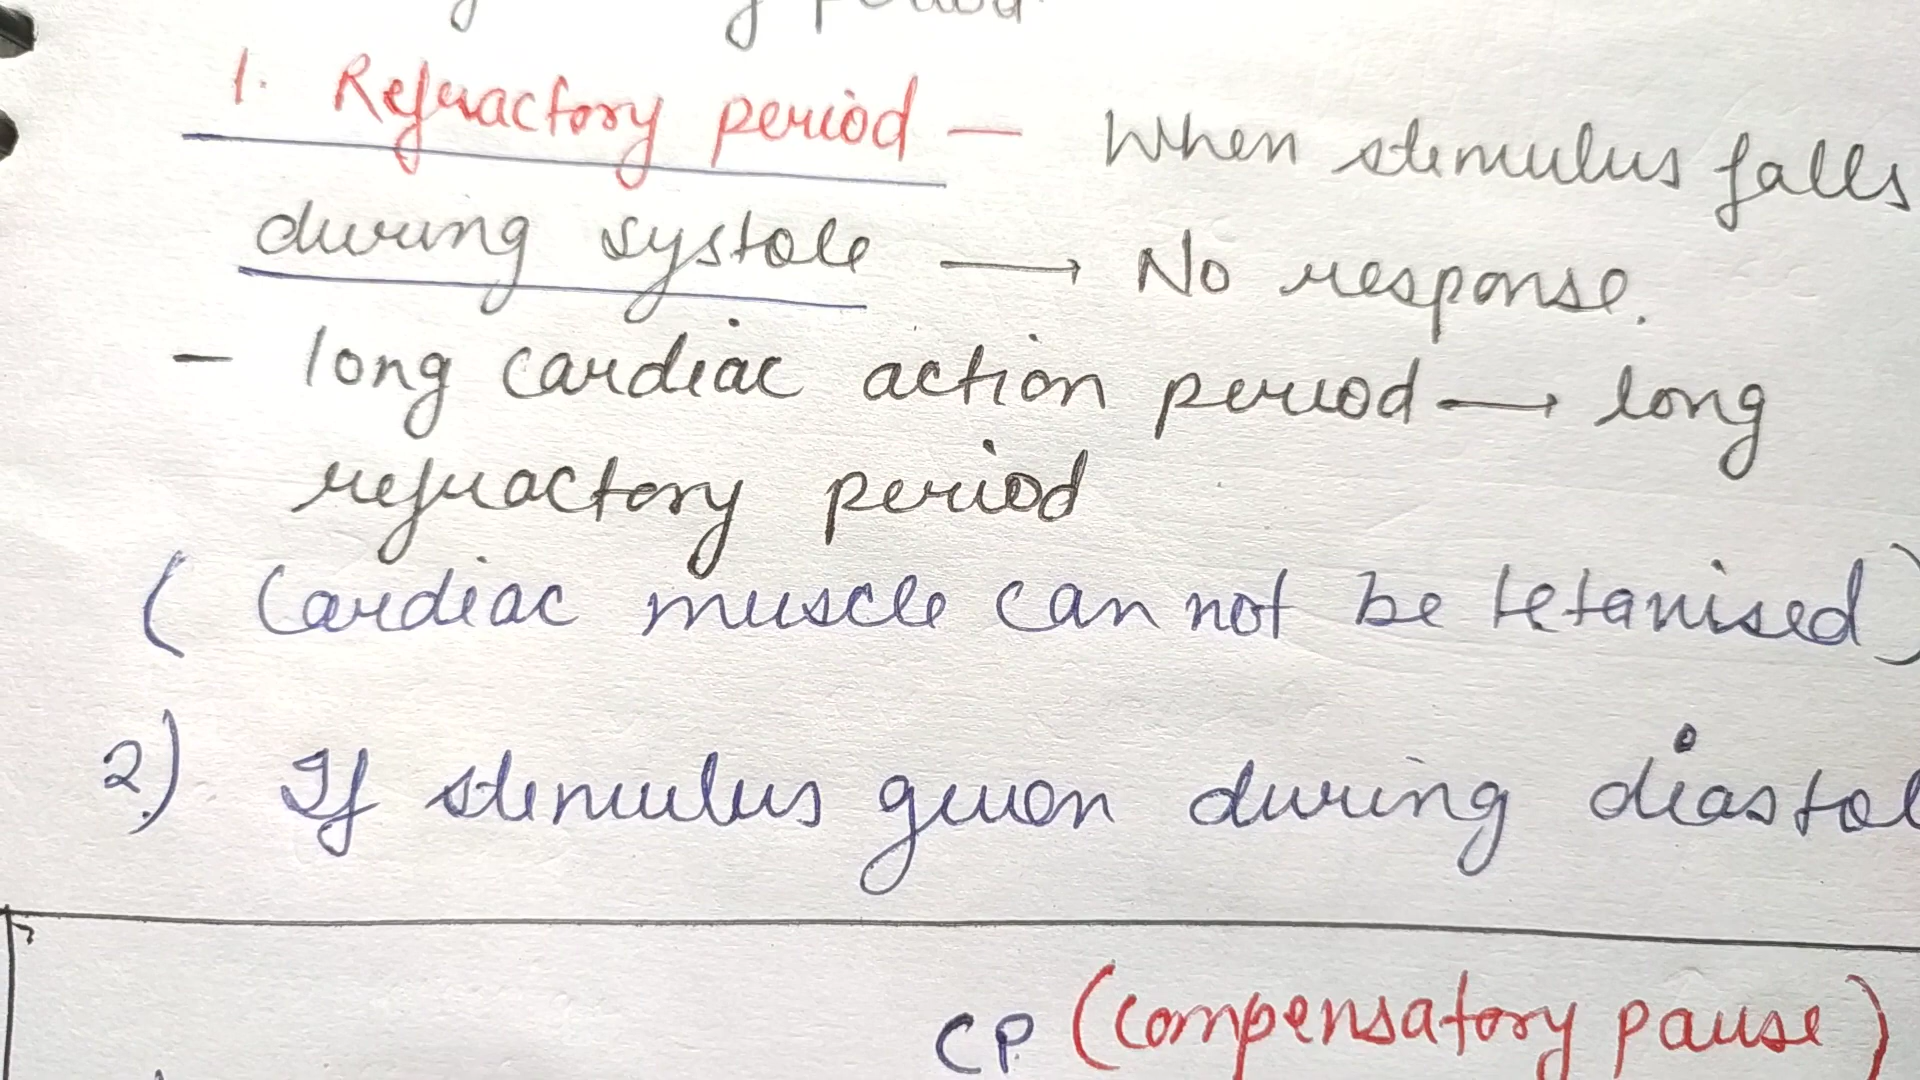 period
1. Refractory period — When stimulus falls
during systole → No response.
— long cardiac action period → long
refractory period
( Cardiac muscle can not be tetanised)
2) If stimulus given during diastol
CP (compensatory pause)